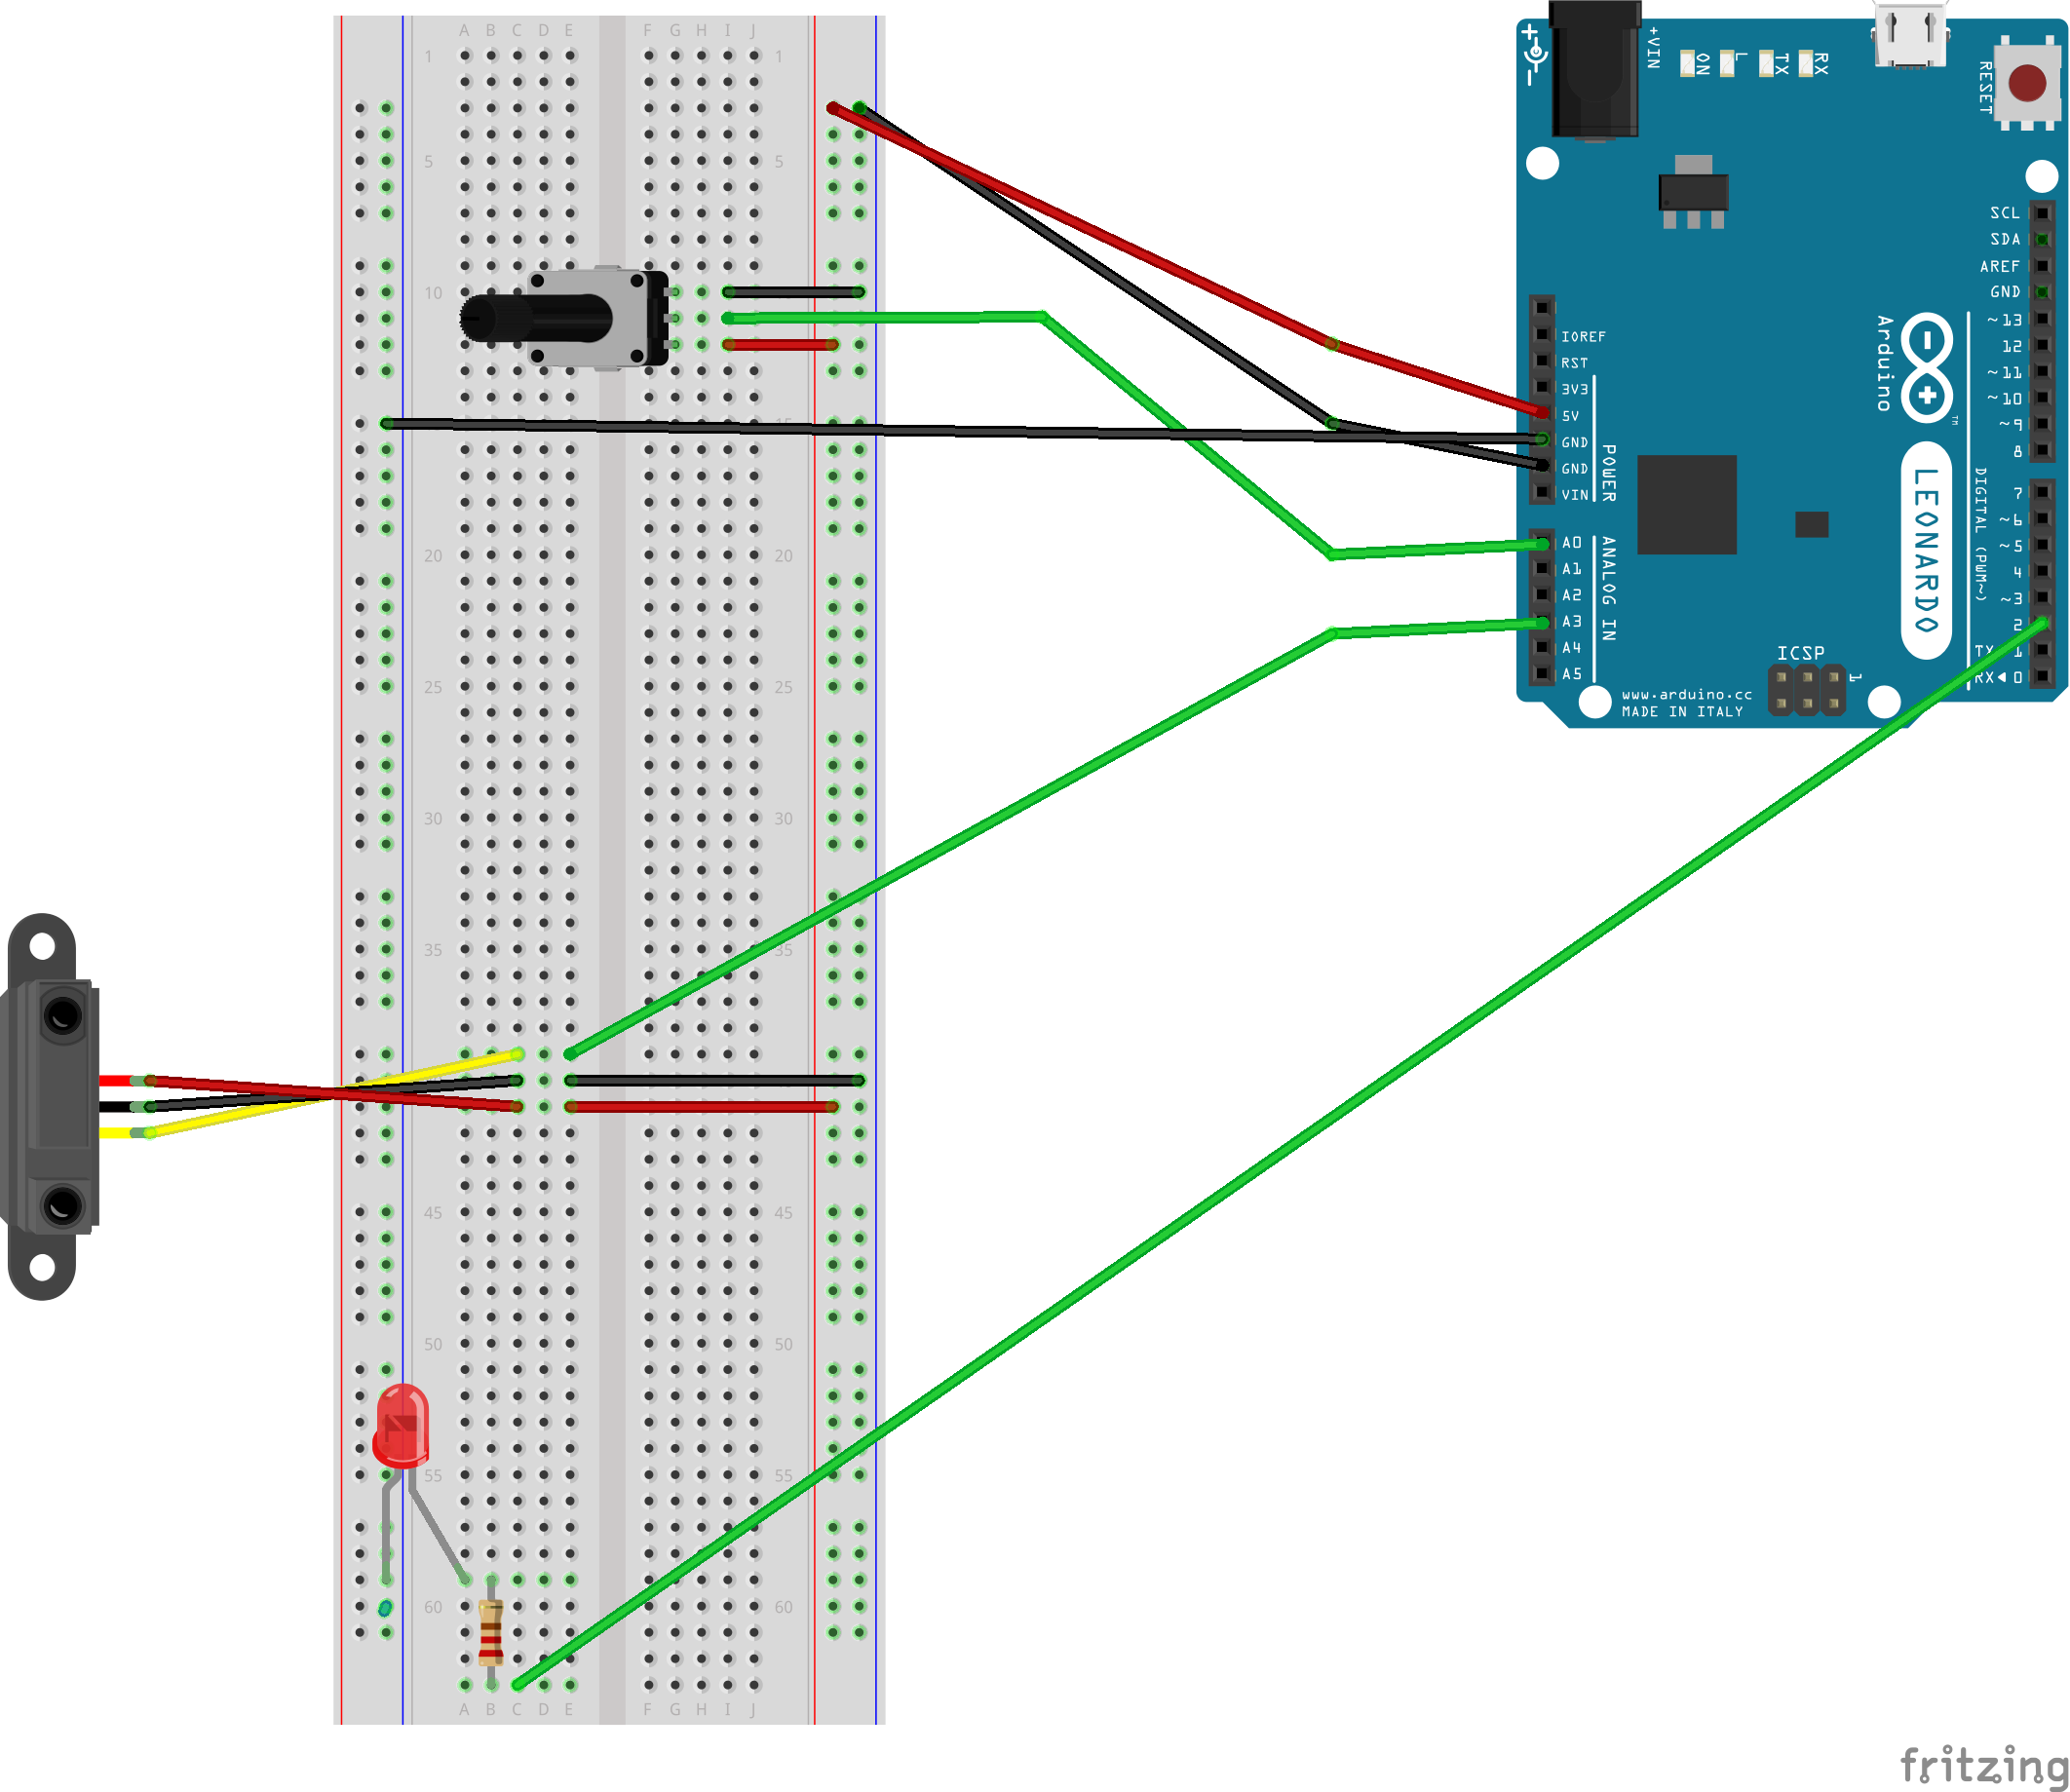 A B C D E F G H I J
1 1
5 5
10
15
20 20
25 25
30 30
35 35
45 45
50 50
55 55
60 60
A B C D E F G H I J
+
-
+VIN
ON
L
TX
RX
RESET
SCL
SDA
AREF
GND
~13
12
~11
~10
~9
8
7
~6
~5
4
~3
2
TX 1
RX◄0
IOREF
RST
3V3
5V
GND
GND
VIN
POWER
A0
A1
A2
A3
A4
A5
ANALOG IN
Arduino
TM
LEONARDO
DIGITAL (PWM~)
ICSP
1
www.arduino.cc
MADE IN ITALY
fritzing